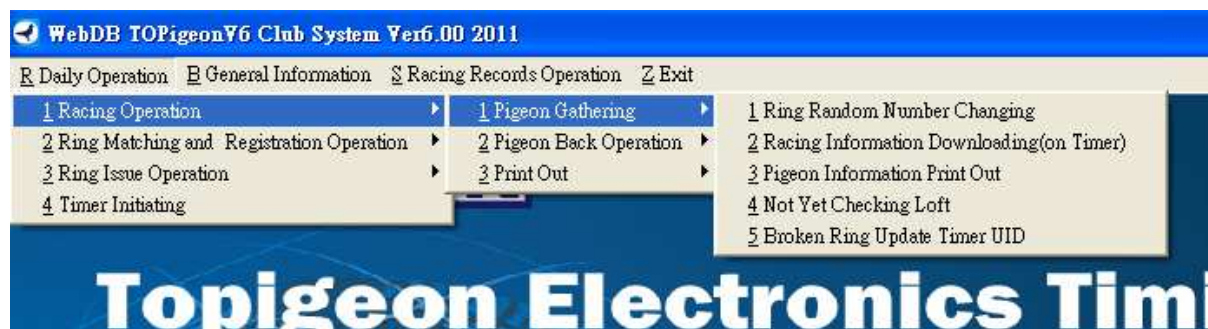 WebDB TOPigeonV6 Club System Ver6.00 2011
R Daily Operation B General Information S Racing Records Operation Z Exit
1 Racing Operation
2 Ring Matching and Registration Operation
3 Ring Issue Operation
4 Timer Initiating
1 Pigeon Gathering
2 Pigeon Back Operation
3 Print Out
1 Ring Random Number Changing
2 Racing Information Downloading(on Timer)
3 Pigeon Information Print Out
4 Not Yet Checking Loft
5 Broken Ring Update Timer UID
Topigeon Electronics Timi